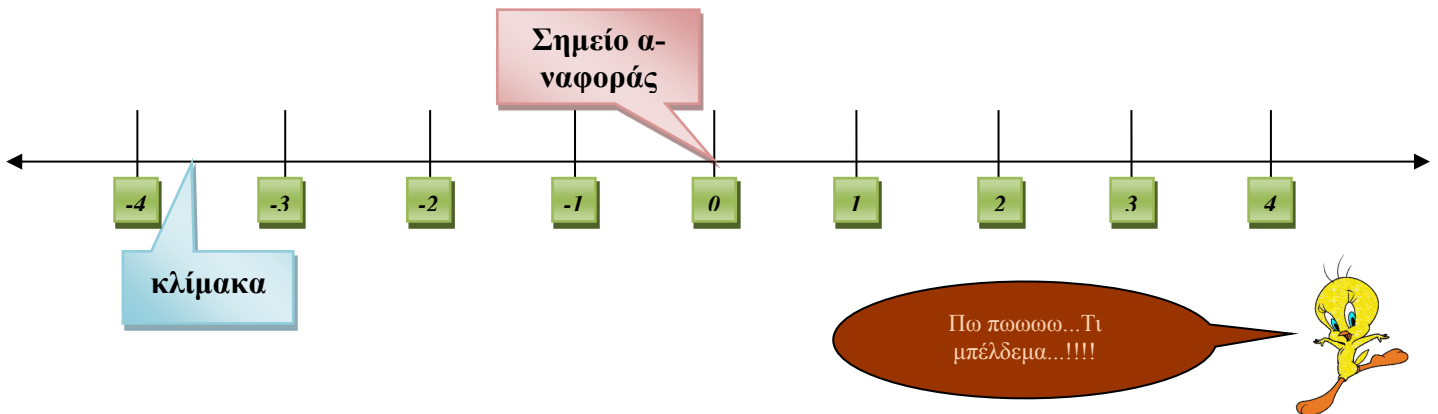 Σημείο α-
ναφοράς
-4 -3 -2 -1 0 1 2 3 4
κλίμακα
Πω πωωωω...Τι
μπέλδεμα...!!!!